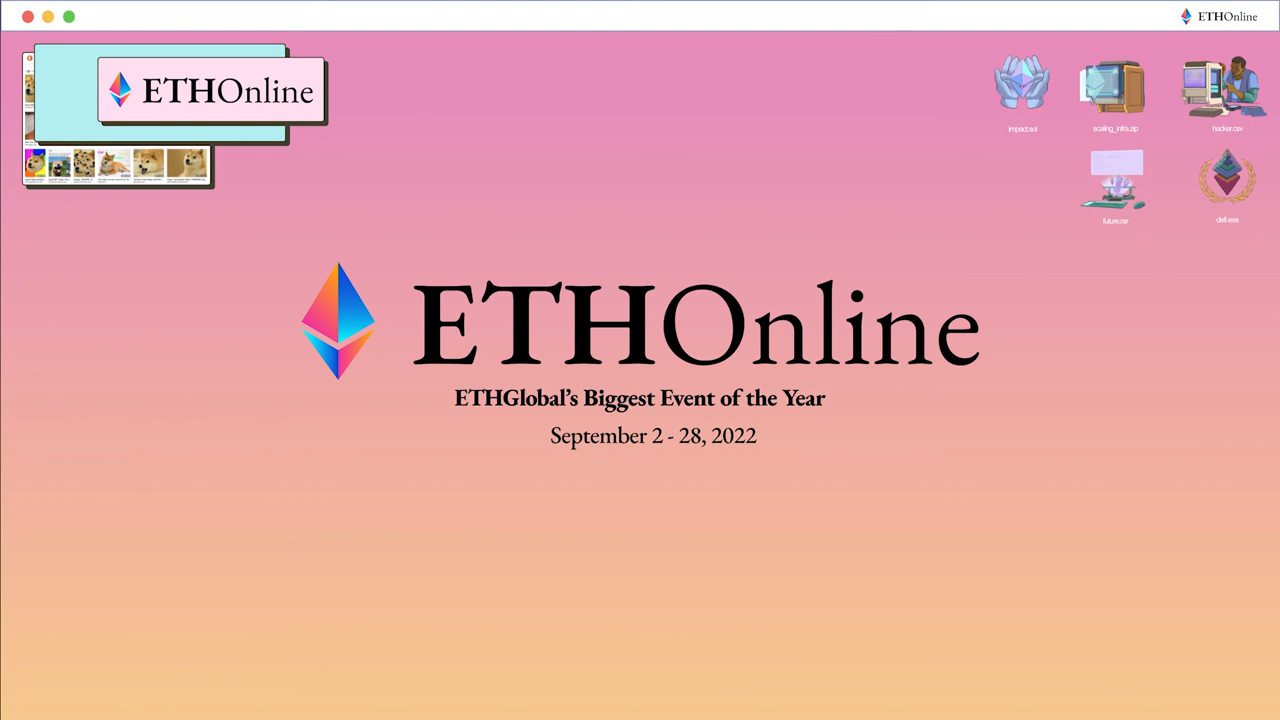 ETHOnline
ETHOnline
impact.sol
scaling_infra.zip
hacker.csv
future.rar
defi.exe
ETHOnline
ETHGlobal’s Biggest Event of the Year
September 2 - 28, 2022